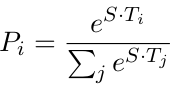 P_i = \frac{e^{S \cdot T_i}}{\sum_j e^{S \cdot T_j}}